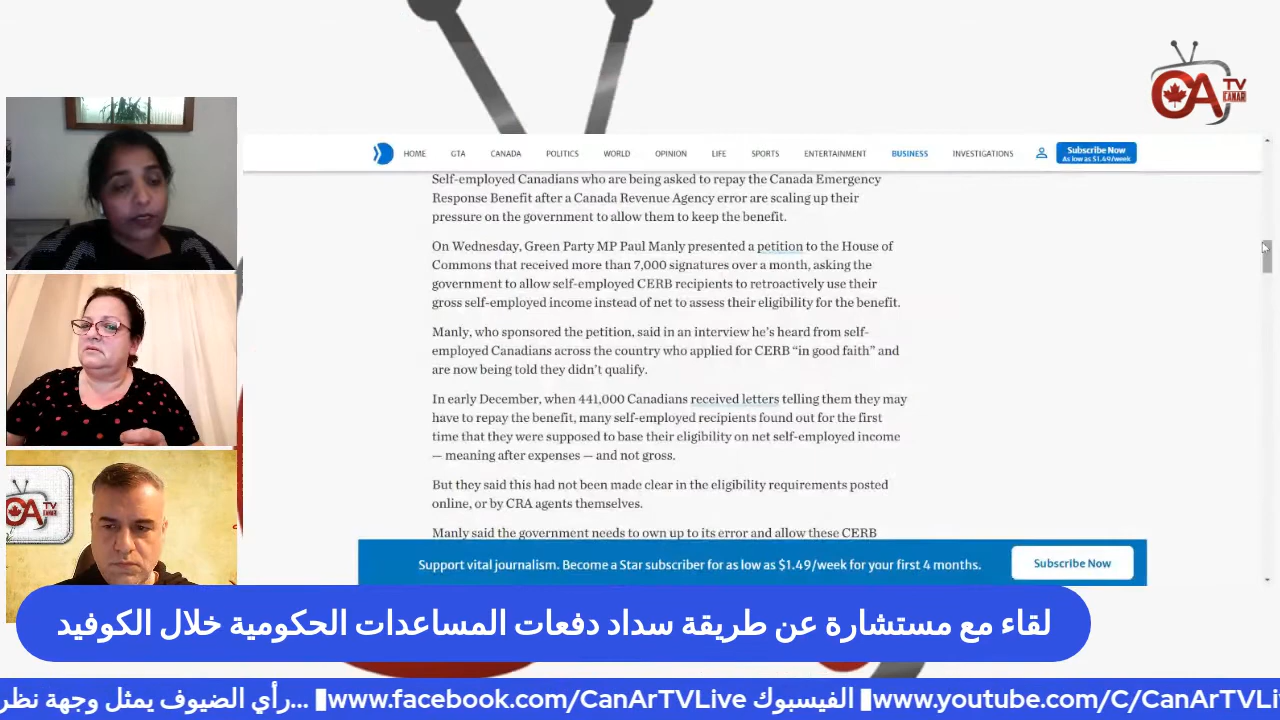 CA TV
CANAR
HOME GTA CANADA POLITICS WORLD OPINION LIFE SPORTS ENTERTAINMENT BUSINESS INVESTIGATIONS
Subscribe Now
As low as $1.49/week
Self-employed Canadians who are being asked to repay the Canada Emergency
Response Benefit after a Canada Revenue Agency error are scaling up their
pressure on the government to allow them to keep the benefit.
On Wednesday, Green Party MP Paul Manly presented a petition to the House of
Commons that received more than 7,000 signatures over a month, asking the
government to allow self-employed CERB recipients to retroactively use their
gross self-employed income instead of net to assess their eligibility for the benefit.
Manly, who sponsored the petition, said in an interview he’s heard from self-
employed Canadians across the country who applied for CERB “in good faith” and
are now being told they didn’t qualify.
In early December, when 441,000 Canadians received letters telling them they may
have to repay the benefit, many self-employed recipients found out for the first
time that they were supposed to base their eligibility on net self-employed income
— meaning after expenses — and not gross.
But they said this had not been made clear in the eligibility requirements posted
online, or by CRA agents themselves.
Manly said the government needs to own up to its error and allow these CERB
Support vital journalism. Become a Star subscriber for as low as $1.49/week for your first 4 months.
Subscribe Now
CA TV
CANAR
لقاء مع مستشارة عن طريقة سداد دفعات المساعدات الحكومية خلال الكوفيد
www.youtube.com/C/CanArTVLi الفيسبوك www.facebook.com/CanArTVLive ...رأي الضيوف يمثل وجهة نظر